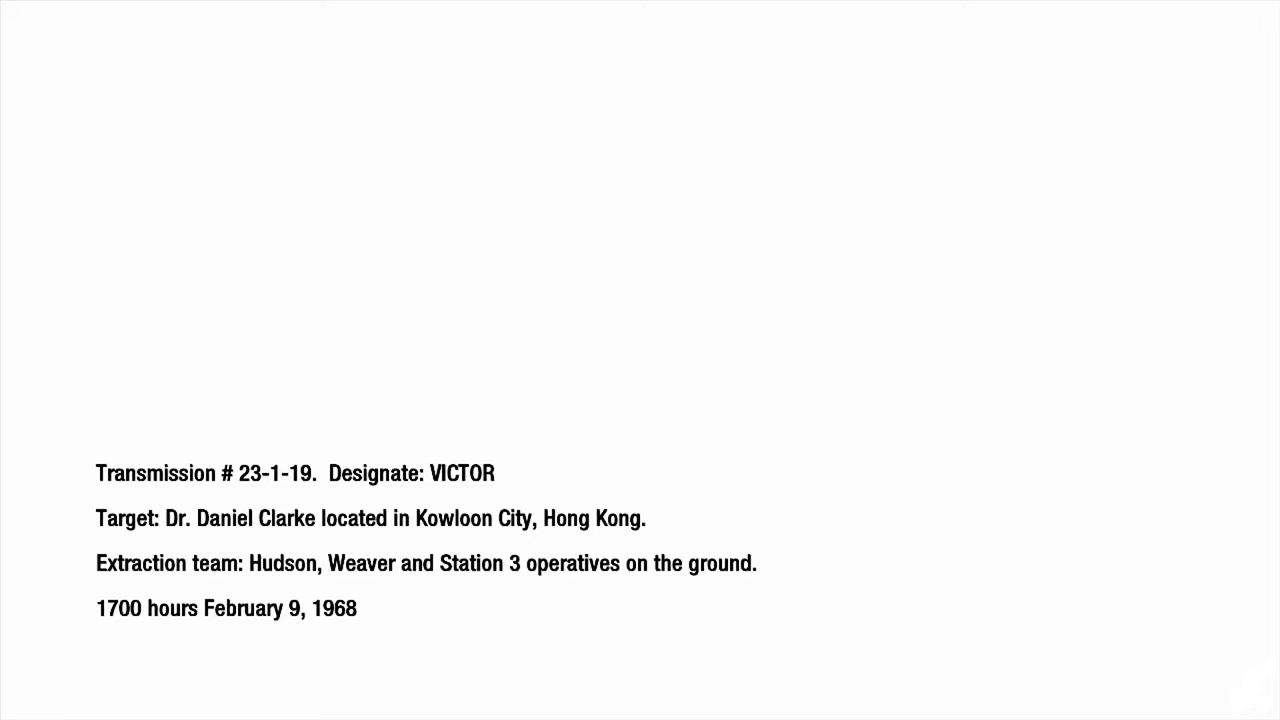 Transmission # 23-1-19.  Designate: VICTOR
Target: Dr. Daniel Clarke located in Kowloon City, Hong Kong.
Extraction team: Hudson, Weaver and Station 3 operatives on the ground.
1700 hours February 9, 1968